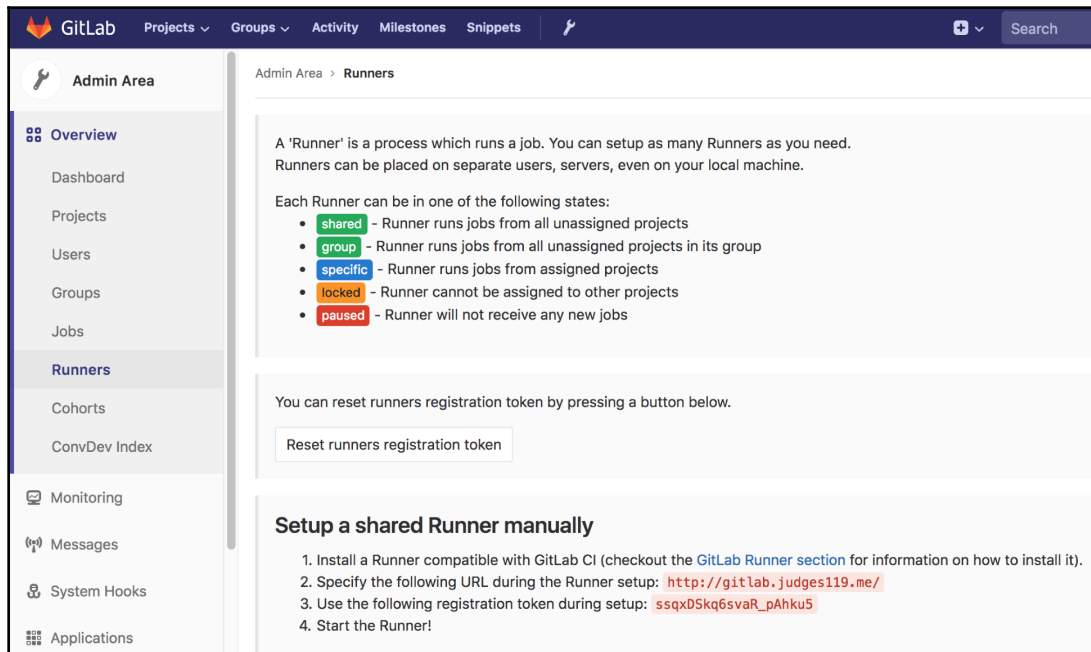 GitLab Projects Groups Activity Milestones Snippets Search
Admin Area
Admin Area › Runners
Overview
Dashboard
Projects
Users
Groups
Jobs
Runners
Cohorts
ConvDev Index
Monitoring
Messages
System Hooks
Applications
A 'Runner' is a process which runs a job. You can setup as many Runners as you need.
Runners can be placed on separate users, servers, even on your local machine.
Each Runner can be in one of the following states:
• shared - Runner runs jobs from all unassigned projects
• group - Runner runs jobs from all unassigned projects in its group
• specific - Runner runs jobs from assigned projects
• locked - Runner cannot be assigned to other projects
• paused - Runner will not receive any new jobs
You can reset runners registration token by pressing a button below.
Reset runners registration token
Setup a shared Runner manually
1. Install a Runner compatible with GitLab CI (checkout the GitLab Runner section for information on how to install it).
2. Specify the following URL during the Runner setup: http://gitlab.judges119.me/
3. Use the following registration token during setup: ssqxDSkq6svaR_pAhku5
4. Start the Runner!